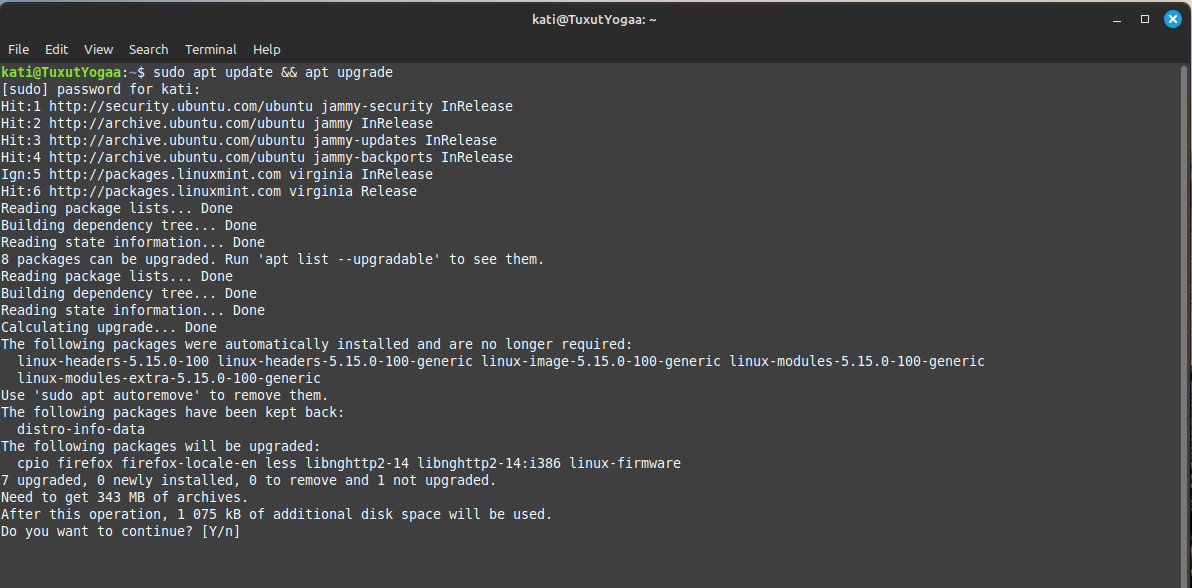 kati@TuxutYogaa: ~
File Edit View Search Terminal Help
kati@TuxutYogaa:~$ sudo apt update && apt upgrade
[sudo] password for kati:
Hit:1 http://security.ubuntu.com/ubuntu jammy-security InRelease
Hit:2 http://archive.ubuntu.com/ubuntu jammy InRelease
Hit:3 http://archive.ubuntu.com/ubuntu jammy-updates InRelease
Hit:4 http://archive.ubuntu.com/ubuntu jammy-backports InRelease
Ign:5 http://packages.linuxmint.com virginia InRelease
Hit:6 http://packages.linuxmint.com virginia Release
Reading package lists... Done
Building dependency tree... Done
Reading state information... Done
8 packages can be upgraded. Run 'apt list --upgradable' to see them.
Reading package lists... Done
Building dependency tree... Done
Reading state information... Done
Calculating upgrade... Done
The following packages were automatically installed and are no longer required:
  linux-headers-5.15.0-100 linux-headers-5.15.0-100-generic linux-image-5.15.0-100-generic linux-modules-5.15.0-100-generic
  linux-modules-extra-5.15.0-100-generic
Use 'sudo apt autoremove' to remove them.
The following packages have been kept back:
  distro-info-data
The following packages will be upgraded:
  cpio firefox firefox-locale-en less libnghttp2-14 libnghttp2-14:i386 linux-firmware
7 upgraded, 0 newly installed, 0 to remove and 1 not upgraded.
Need to get 343 MB of archives.
After this operation, 1 075 kB of additional disk space will be used.
Do you want to continue? [Y/n]